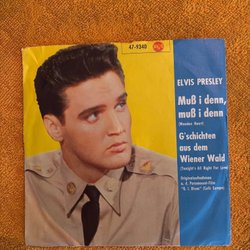 47-9340
RCA
ELVIS PRESLEY
Muß i denn,
muß i denn
(Wooden Heart)
G'schichten
aus dem
Wiener Wald
(Tonight's All Right For Love)
Originalaufnahmen
a. d. Paramount-Film
"G. I. Blues" (Café Europa)